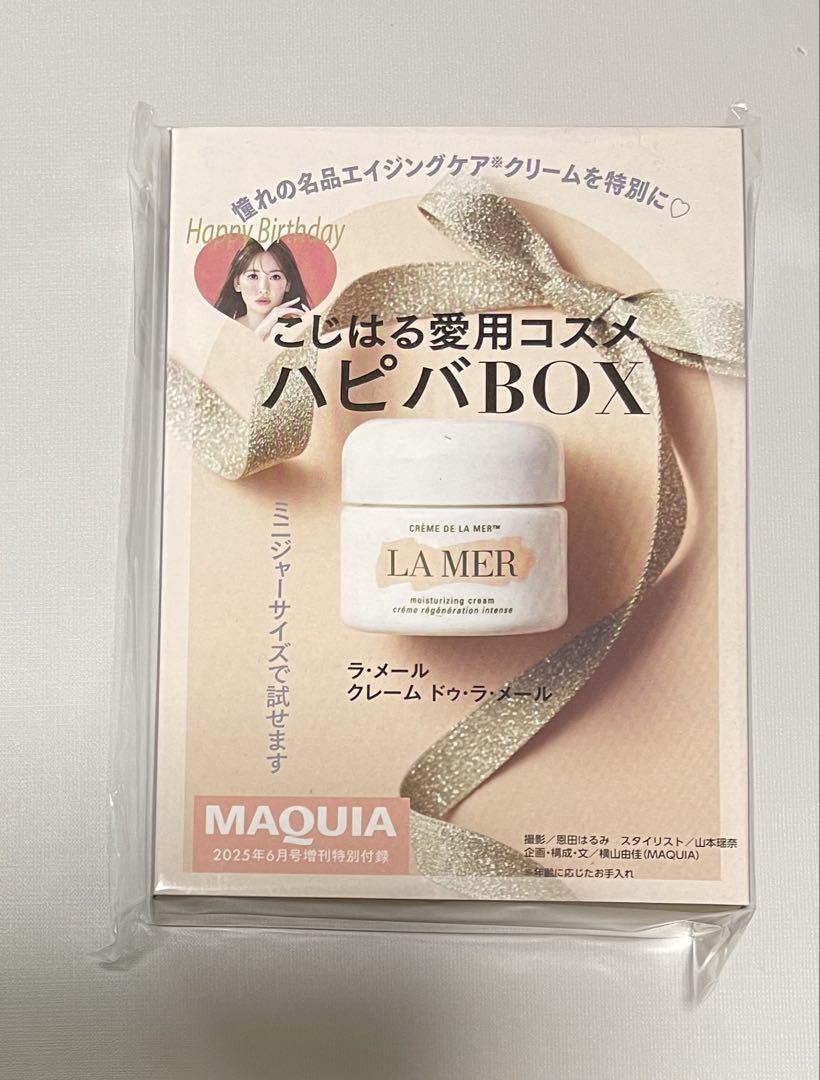 憧れの名品エイジングケア※クリームを特別に♡
Happy Birthday
こじはる愛用コスメ
ハピバBOX
CRÈME DE LA MER™
LA MER
moisturizing cream
crème régénération intense
ミニジャーサイズで試せます
ラ・メール
クレーム ドゥ・ラ・メール
MAQUIA
2025年6月号増刊特別付録
撮影／恩田はるみ スタイリスト／山本瑶奈
企画・構成・文／横山由佳(MAQUIA)
※年齢に応じたお手入れ